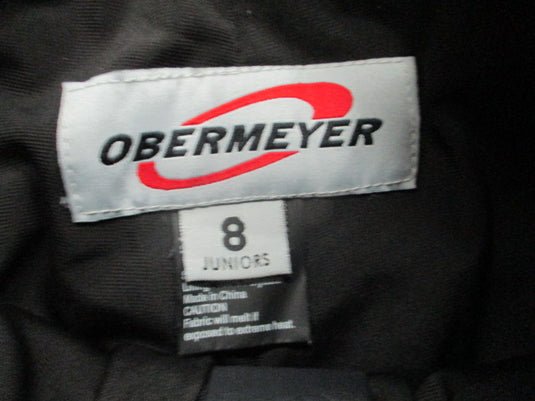 OBERMEYER
8
JUNIORS
Made in China
CAUTION
Fabric will melt if
exposed to extreme heat.